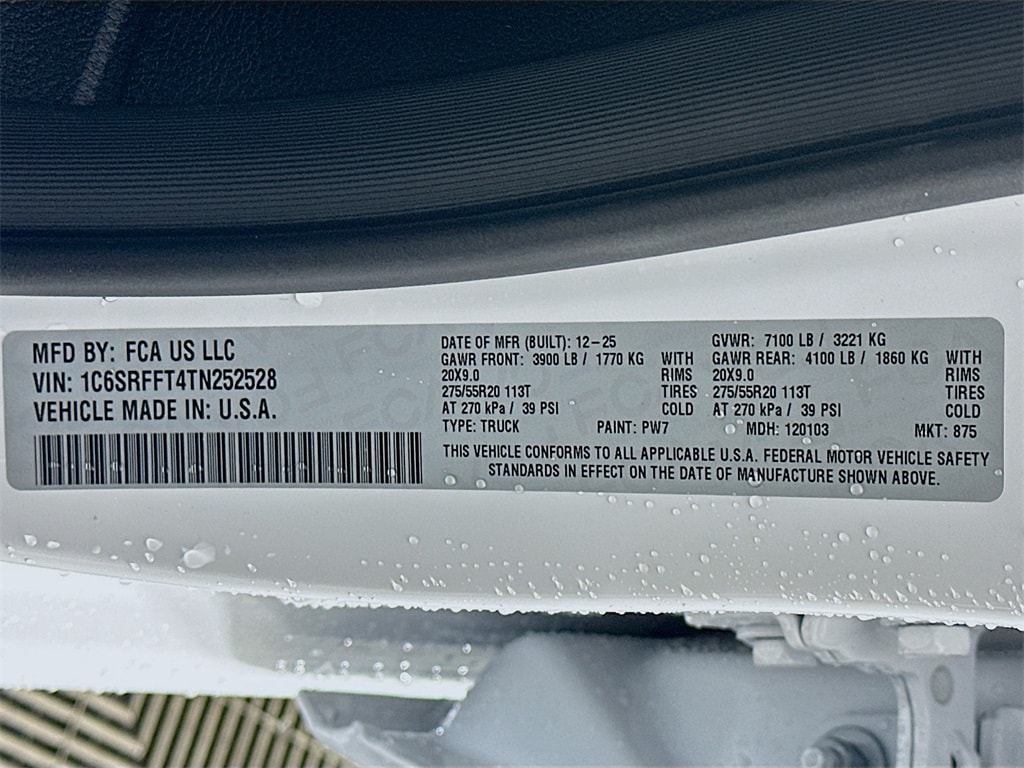 MFD BY: FCA US LLC
VIN: 1C6SRFFT4TN252528
VEHICLE MADE IN: U.S.A.
DATE OF MFR (BUILT): 12-25
GAWR FRONT: 3900 LB / 1770 KG WITH
20X9.0 RIMS
275/55R20 113T TIRES
AT 270 kPa / 39 PSI COLD
TYPE: TRUCK PAINT: PW7
GVWR: 7100 LB / 3221 KG
GAWR REAR: 4100 LB / 1860 KG WITH
20X9.0 RIMS
275/55R20 113T TIRES
AT 270 kPa / 39 PSI COLD
MDH: 120103 MKT: 875
THIS VEHICLE CONFORMS TO ALL APPLICABLE U.S.A. FEDERAL MOTOR VEHICLE SAFETY
STANDARDS IN EFFECT ON THE DATE OF MANUFACTURE SHOWN ABOVE.